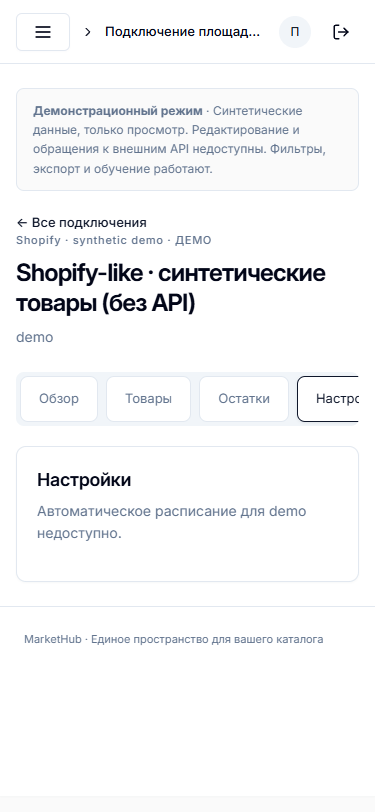 Подключение площад...
П
Демонстрационный режим · Синтетические
данные, только просмотр. Редактирование и
обращения к внешним API недоступны. Фильтры,
экспорт и обучение работают.
← Все подключения
Shopify · synthetic demo · ДЕМО
Shopify-like · синтетические
товары (без API)
demo
Обзор
Товары
Остатки
Настро
Настройки
Автоматическое расписание для demo
недоступно.
MarketHub · Единое пространство для вашего каталога